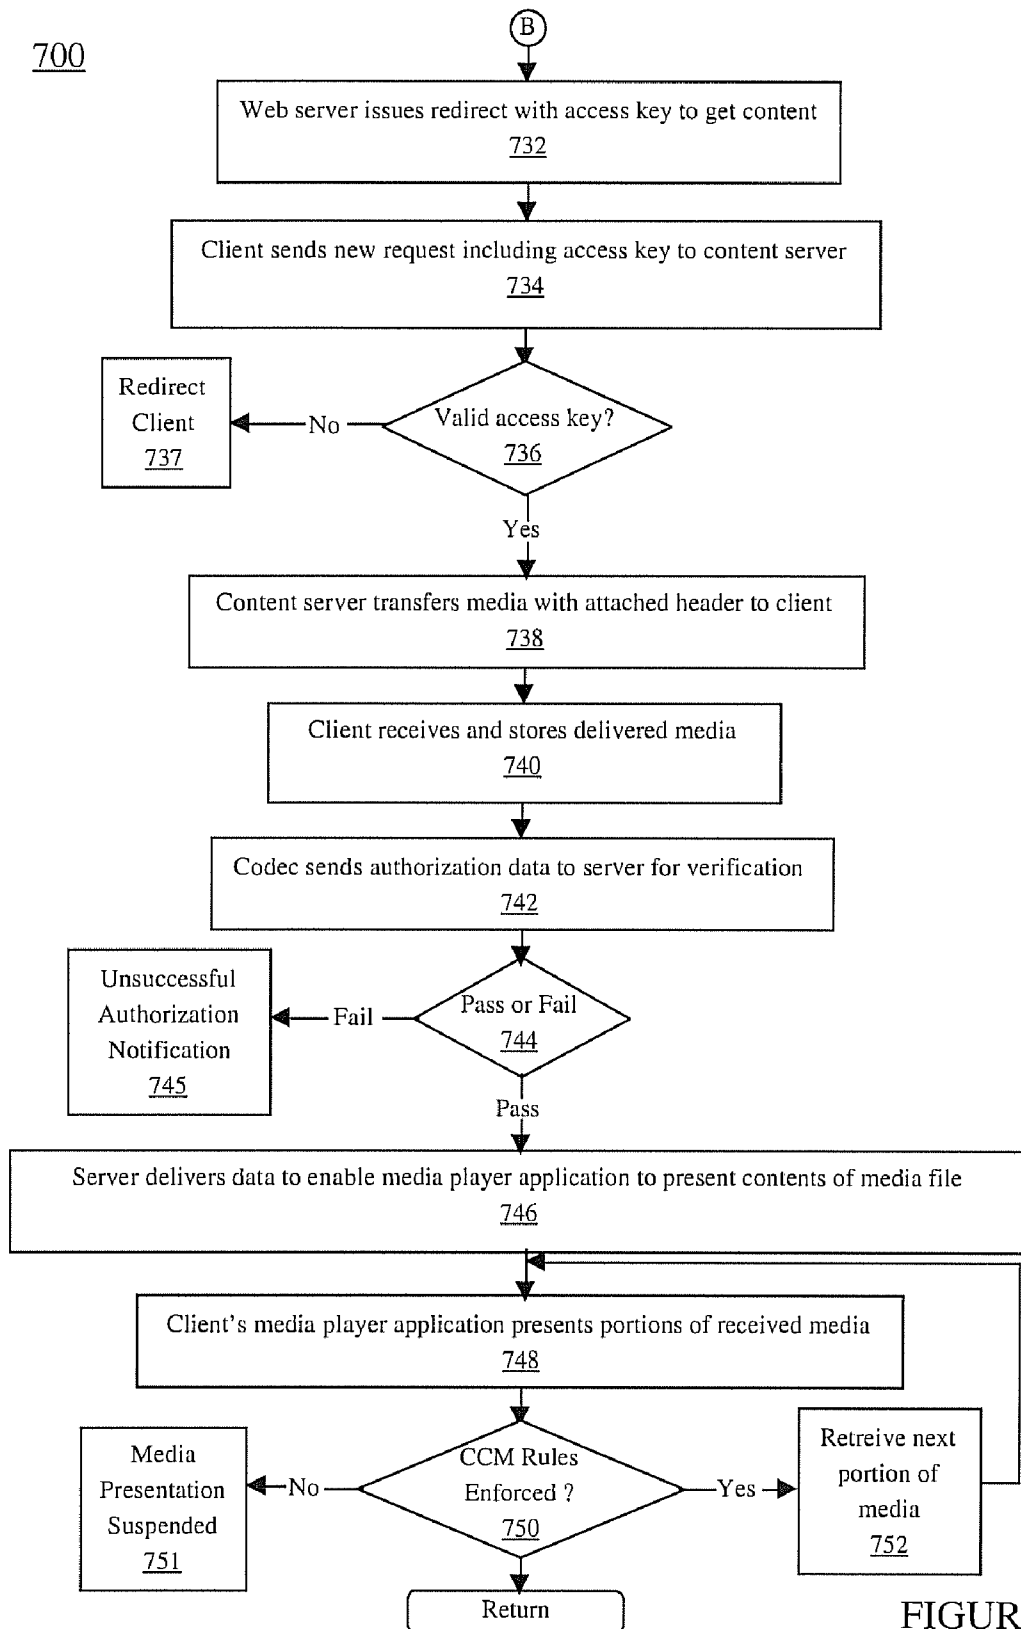 B
700
Web server issues redirect with access key to get content
732
Client sends new request including access key to content server
734
Redirect
Client
737
No
Valid access key?
736
Yes
Content server transfers media with attached header to client
738
Client receives and stores delivered media
740
Codec sends authorization data to server for verification
742
Unsuccessful
Authorization
Notification
745
Fail
Pass or Fail
744
Pass
Server delivers data to enable media player application to present contents of media file
746
Client's media player application presents portions of received media
748
Media
Presentation
Suspended
751
No
CCM Rules
Enforced ?
750
Yes
Retreive next
portion of
media
752
Return
FIGUR